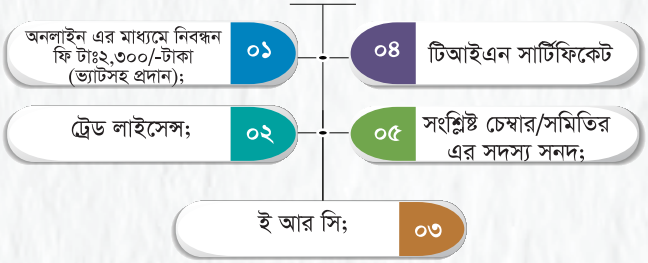 অনলাইন এর মাধ্যমে নিবন্ধন
ফি টাঃ২,৩০০/-টাকা
(ভ্যাটসহ প্রদান);
০১
ট্রেড লাইসেন্স;
০২
ই আর সি;
০৩
০৪
টিআইএন সার্টিফিকেট
০৫
সংশ্লিষ্ট চেম্বার/সমিতির
এর সদস্য সনদ;